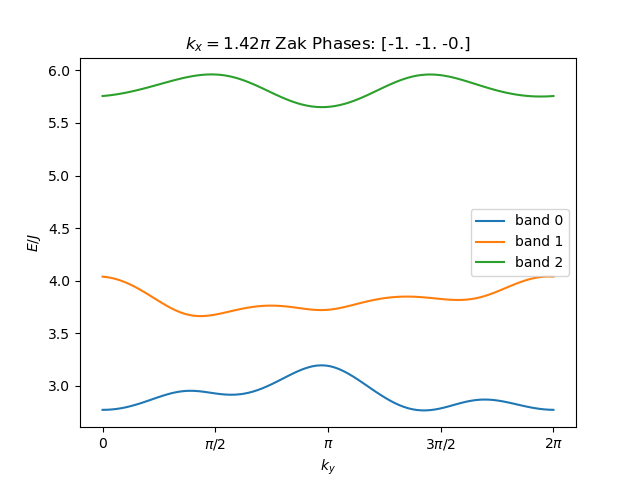 $k_x = 1.42\pi$ Zak Phases: [-1. -1. -0.]
6.0
5.5
5.0
4.5
4.0
3.5
3.0
E/J
band 0
band 1
band 2
0
π/2
π
3π/2
2π
$k_y$